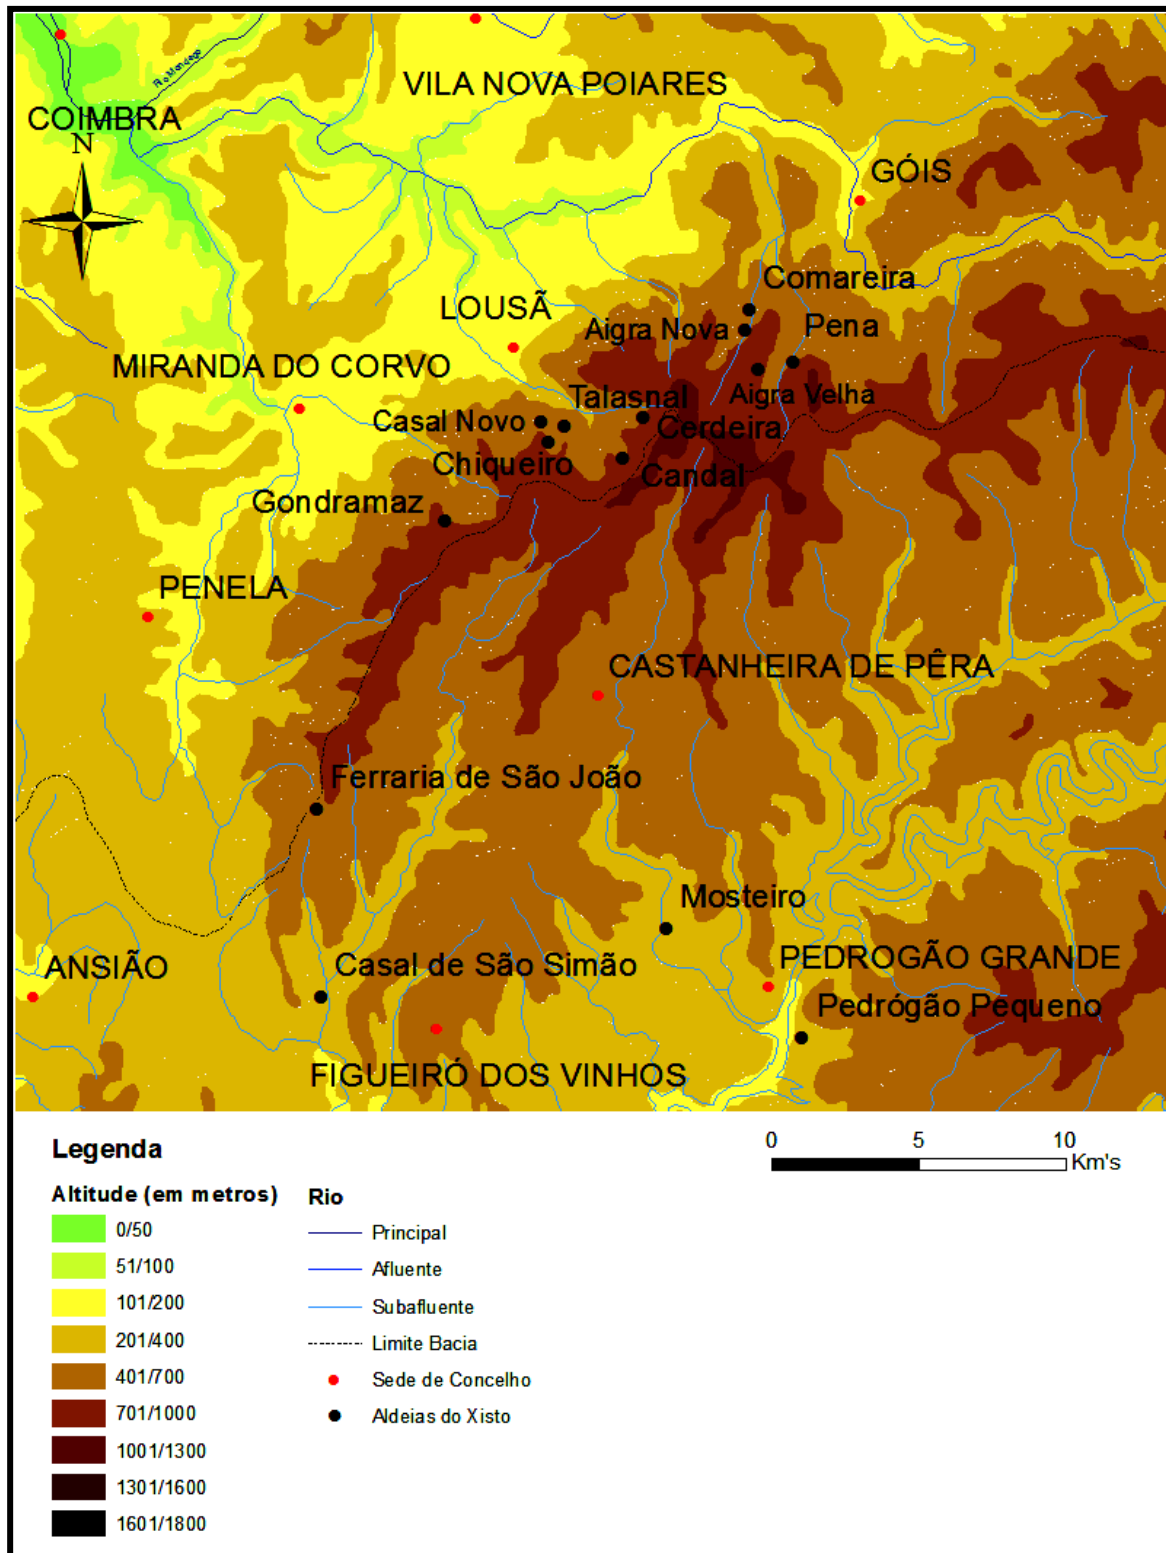 Rio Mondego
VILA NOVA POIARES
COIMBRA
N
GÓIS
Comareira
LOUSÃ
Aigra Nova
Pena
MIRANDA DO CORVO
Talasnal
Aigra Velha
Casal Novo
Cerdeira
Chiqueiro
Candal
Gondramaz
PENELA
CASTANHEIRA DE PÊRA
Ferraria de São João
Mosteiro
ANSIÃO
Casal de São Simão
PEDROGÃO GRANDE
Pedrógão Pequeno
FIGUEIRÓ DOS VINHOS
0 5 10
Km's
Legenda
Altitude (em metros)
0/50
51/100
101/200
201/400
401/700
701/1000
1001/1300
1301/1600
1601/1800
Rio
Principal
Afluente
Subafluente
Limite Bacia
Sede de Concelho
Aldeias do Xisto